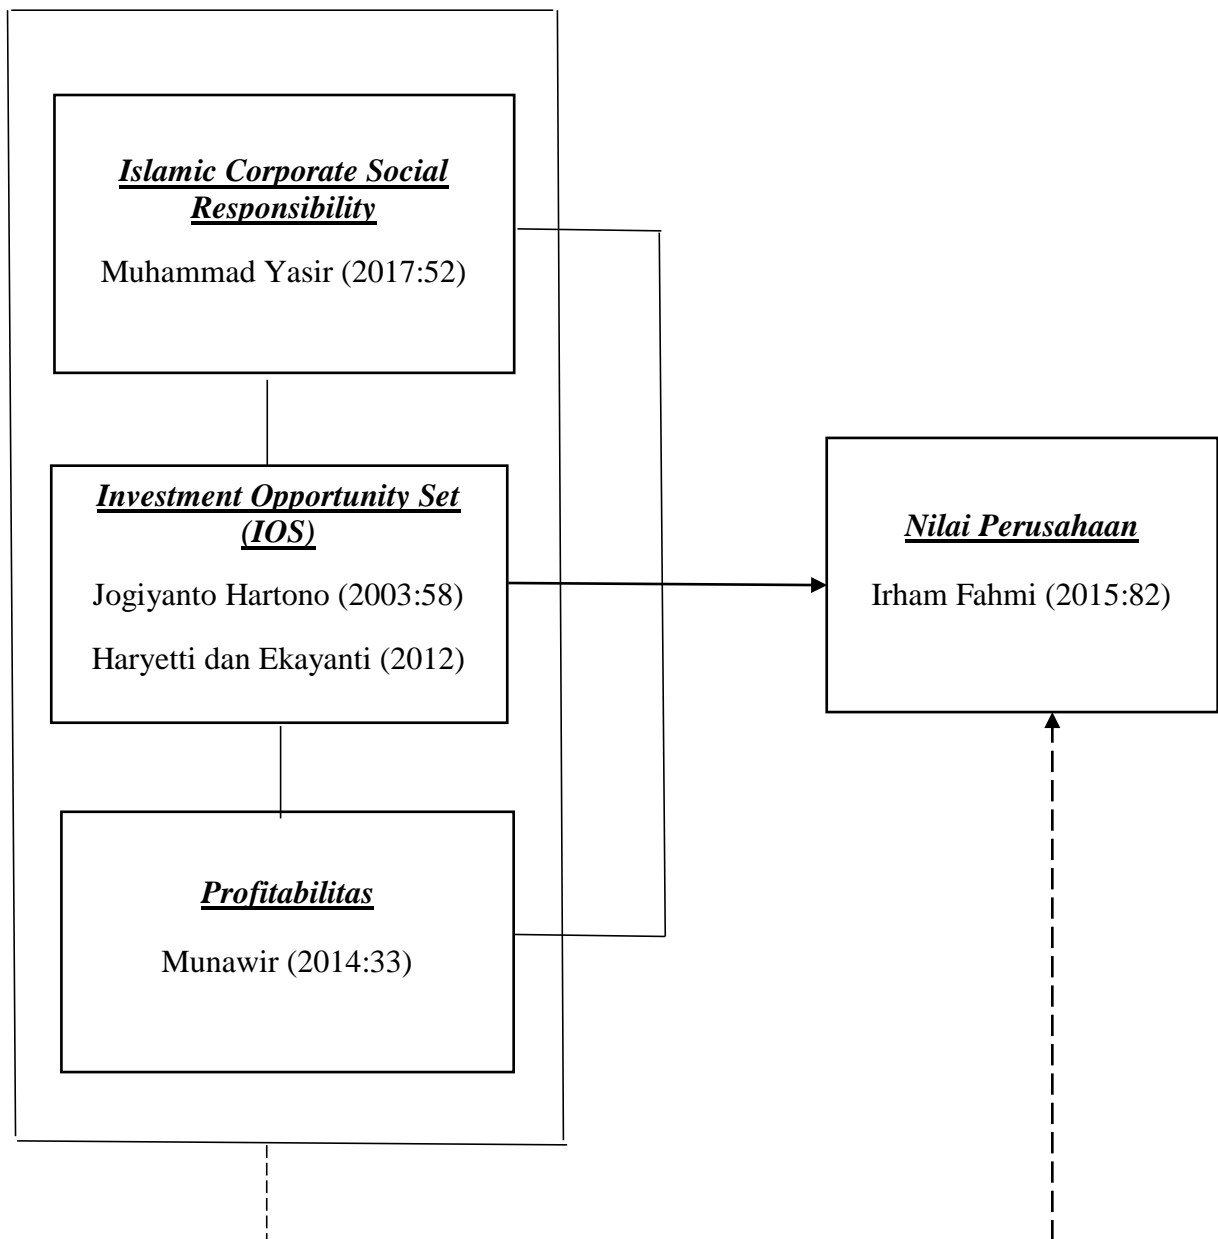 Islamic Corporate Social
Responsibility
Muhammad Yasir (2017:52)
Investment Opportunity Set
(IOS)
Jogiyanto Hartono (2003:58)
Haryetti dan Ekayanti (2012)
Profitabilitas
Munawir (2014:33)
Nilai Perusahaan
Irham Fahmi (2015:82)